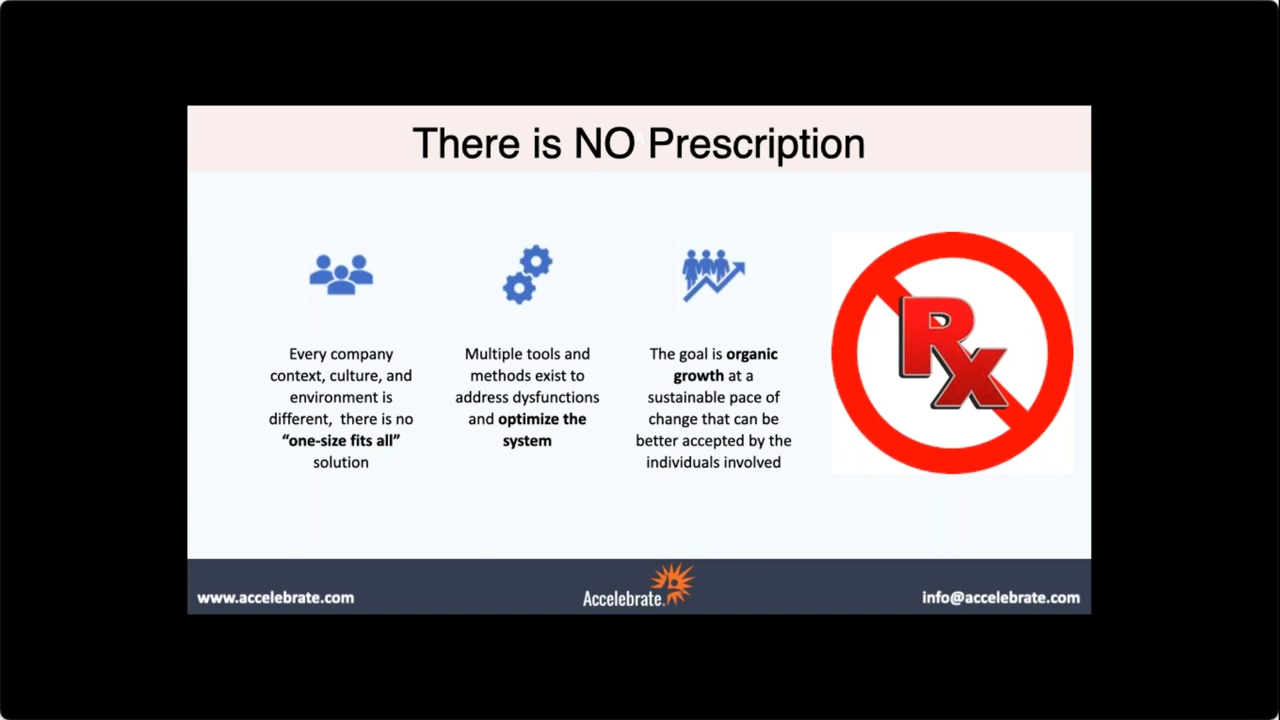 There is NO Prescription
Every company
context, culture, and
environment is
different,  there is no
“one-size fits all”
solution
Multiple tools and
methods exist to
address dysfunctions
and optimize the
system
The goal is organic
growth at a
sustainable pace of
change that can be
better accepted by the
individuals involved
Rx
www.accelebrate.com
Accelebrate.
info@accelebrate.com